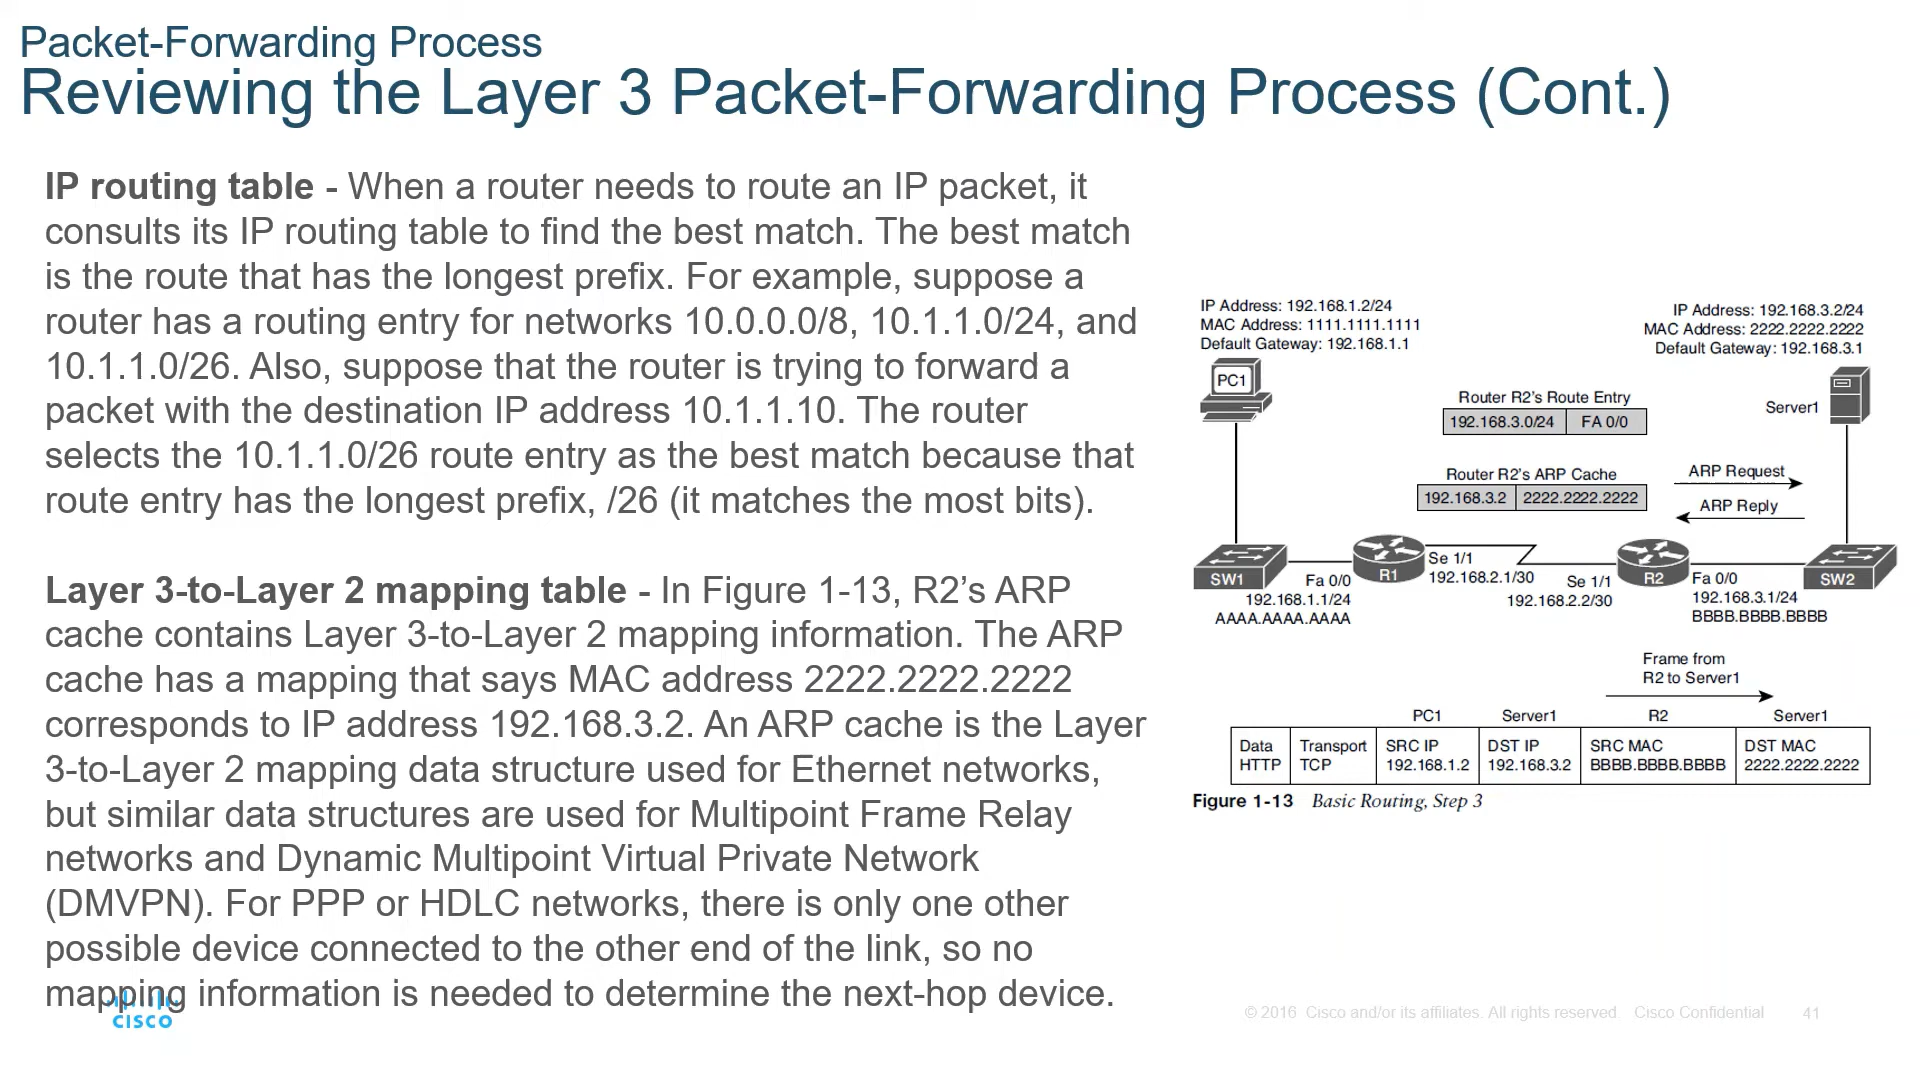 Packet-Forwarding Process
Reviewing the Layer 3 Packet-Forwarding Process (Cont.)
IP routing table - When a router needs to route an IP packet, it
consults its IP routing table to find the best match. The best match
is the route that has the longest prefix. For example, suppose a
router has a routing entry for networks 10.0.0.0/8, 10.1.1.0/24, and
10.1.1.0/26. Also, suppose that the router is trying to forward a
packet with the destination IP address 10.1.1.10. The router
selects the 10.1.1.0/26 route entry as the best match because that
route entry has the longest prefix, /26 (it matches the most bits).
Layer 3-to-Layer 2 mapping table - In Figure 1-13, R2’s ARP
cache contains Layer 3-to-Layer 2 mapping information. The ARP
cache has a mapping that says MAC address 2222.2222.2222
corresponds to IP address 192.168.3.2. An ARP cache is the Layer
3-to-Layer 2 mapping data structure used for Ethernet networks,
but similar data structures are used for Multipoint Frame Relay
networks and Dynamic Multipoint Virtual Private Network
(DMVPN). For PPP or HDLC networks, there is only one other
possible device connected to the other end of the link, so no
mapping information is needed to determine the next-hop device.
IP Address: 192.168.1.2/24
MAC Address: 1111.1111.1111
Default Gateway: 192.168.1.1
IP Address: 192.168.3.2/24
MAC Address: 2222.2222.2222
Default Gateway: 192.168.3.1
PC1
Server1
Router R2’s Route Entry
192.168.3.0/24 FA 0/0
Router R2’s ARP Cache
192.168.3.2 2222.2222.2222
ARP Request
ARP Reply
SW1
Fa 0/0
192.168.1.1/24
AAAA.AAAA.AAAA
R1
Se 1/1
192.168.2.1/30
Se 1/1
192.168.2.2/30
R2
Fa 0/0
192.168.3.1/24
BBBB.BBBB.BBBB
SW2
Frame from
R2 to Server1
PC1 Server1 R2 Server1
Data Transport SRC IP DST IP SRC MAC DST MAC
HTTP TCP 192.168.1.2 192.168.3.2 BBBB.BBBB.BBBB 2222.2222.2222
Figure 1-13 Basic Routing, Step 3
CISCO
© 2016 Cisco and/or its affiliates. All rights reserved. Cisco Confidential 41